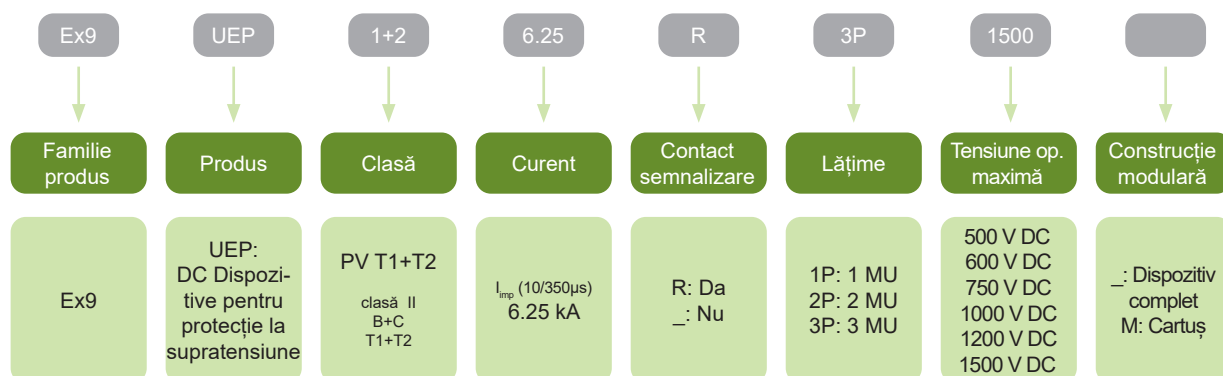 Ex9
UEP
1+2
6.25
R
3P
1500
Familie
produs
Produs
Clasă
Curent
Contact
semnalizare
Lățime
Tensiune op.
maximă
Construcție
modulară
Ex9
UEP:
DC Dispozi-
tive pentru
protecție la
supratensiune
PV T1+T2
clasă II
B+C
T1+T2
Iimp (10/350µs)
6.25 kA
R: Da
_: Nu
1P: 1 MU
2P: 2 MU
3P: 3 MU
500 V DC
600 V DC
750 V DC
1000 V DC
1200 V DC
1500 V DC
_: Dispozitiv
complet
M: Cartuș